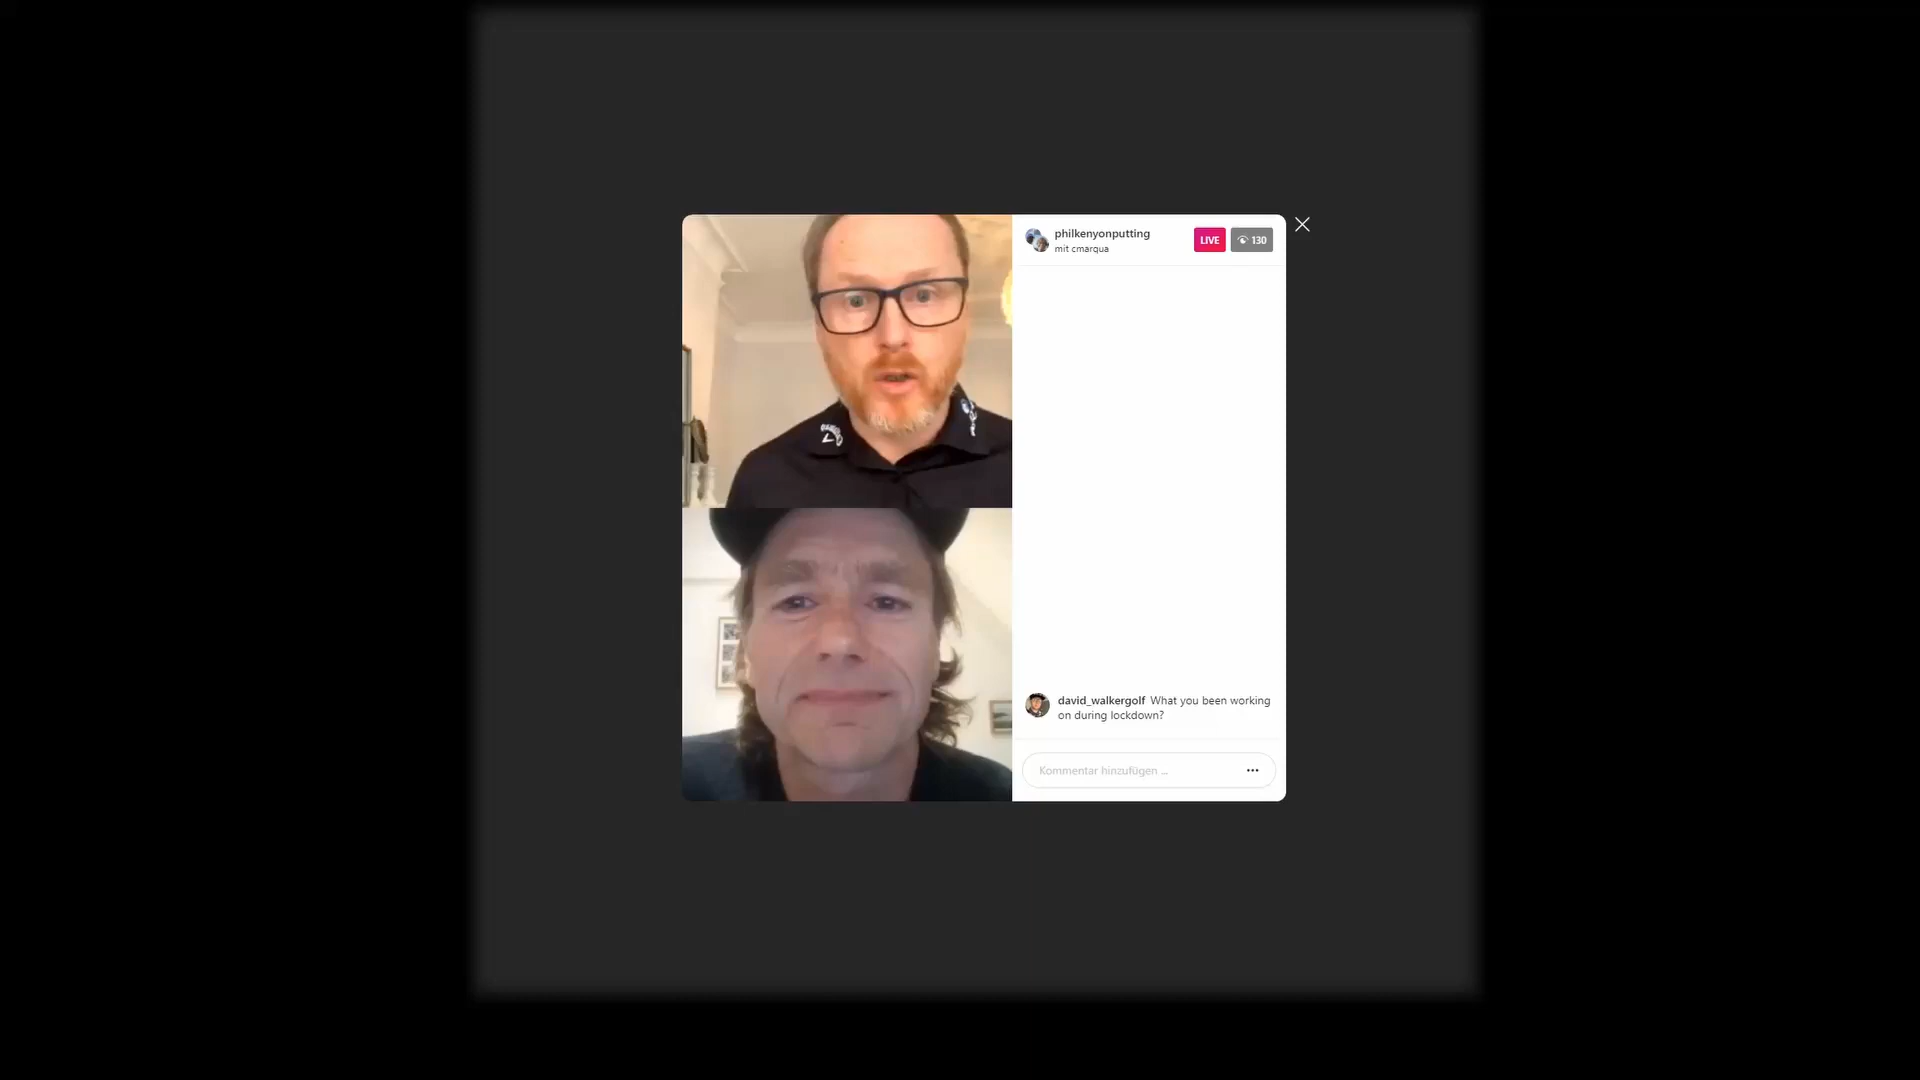 philkenyonputting
mit cmarqua
LIVE
130
david_walkergolf What you been working
on during lockdown?
Kommentar hinzufügen ...